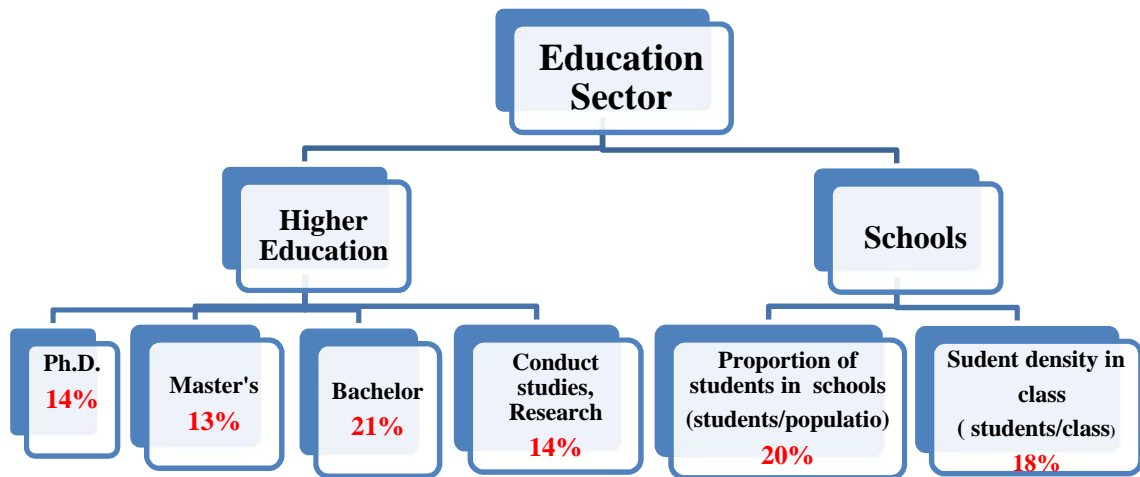 Education
Sector
Higher
Education
Schools
Ph.D.
14%
Master's
13%
Bachelor
21%
Conduct
studies,
Research
14%
Proportion of
students in schools
(students/populatio)
20%
Sudent density in
class
( students/class)
18%